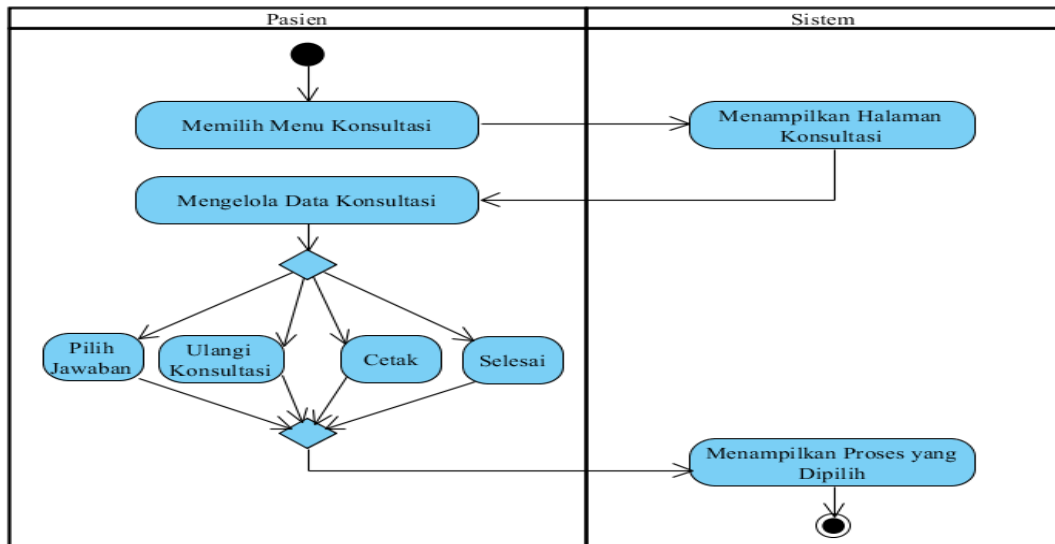 Pasien
Sistem
Memilih Menu Konsultasi
Menampilkan Halaman
Konsultasi
Mengelola Data Konsultasi
Pilih
Jawaban
Ulangi
Konsultasi
Cetak
Selesai
Menampilkan Proses yang
Dipilih